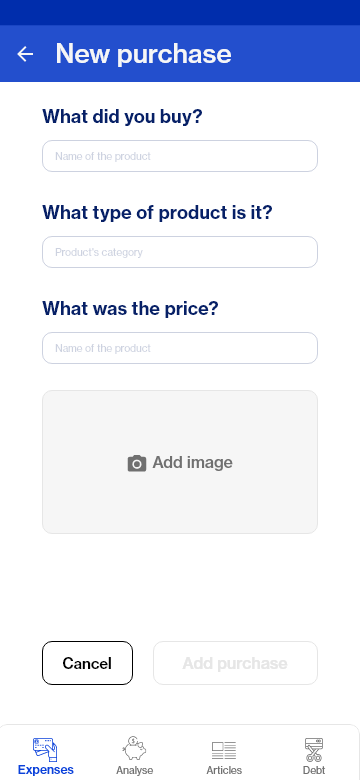 New purchase
What did you buy?
Name of the product
What type of product is it?
Product's category
What was the price?
Name of the product
Add image
Cancel
Add purchase
Expenses
Analyse
Articles
Debt